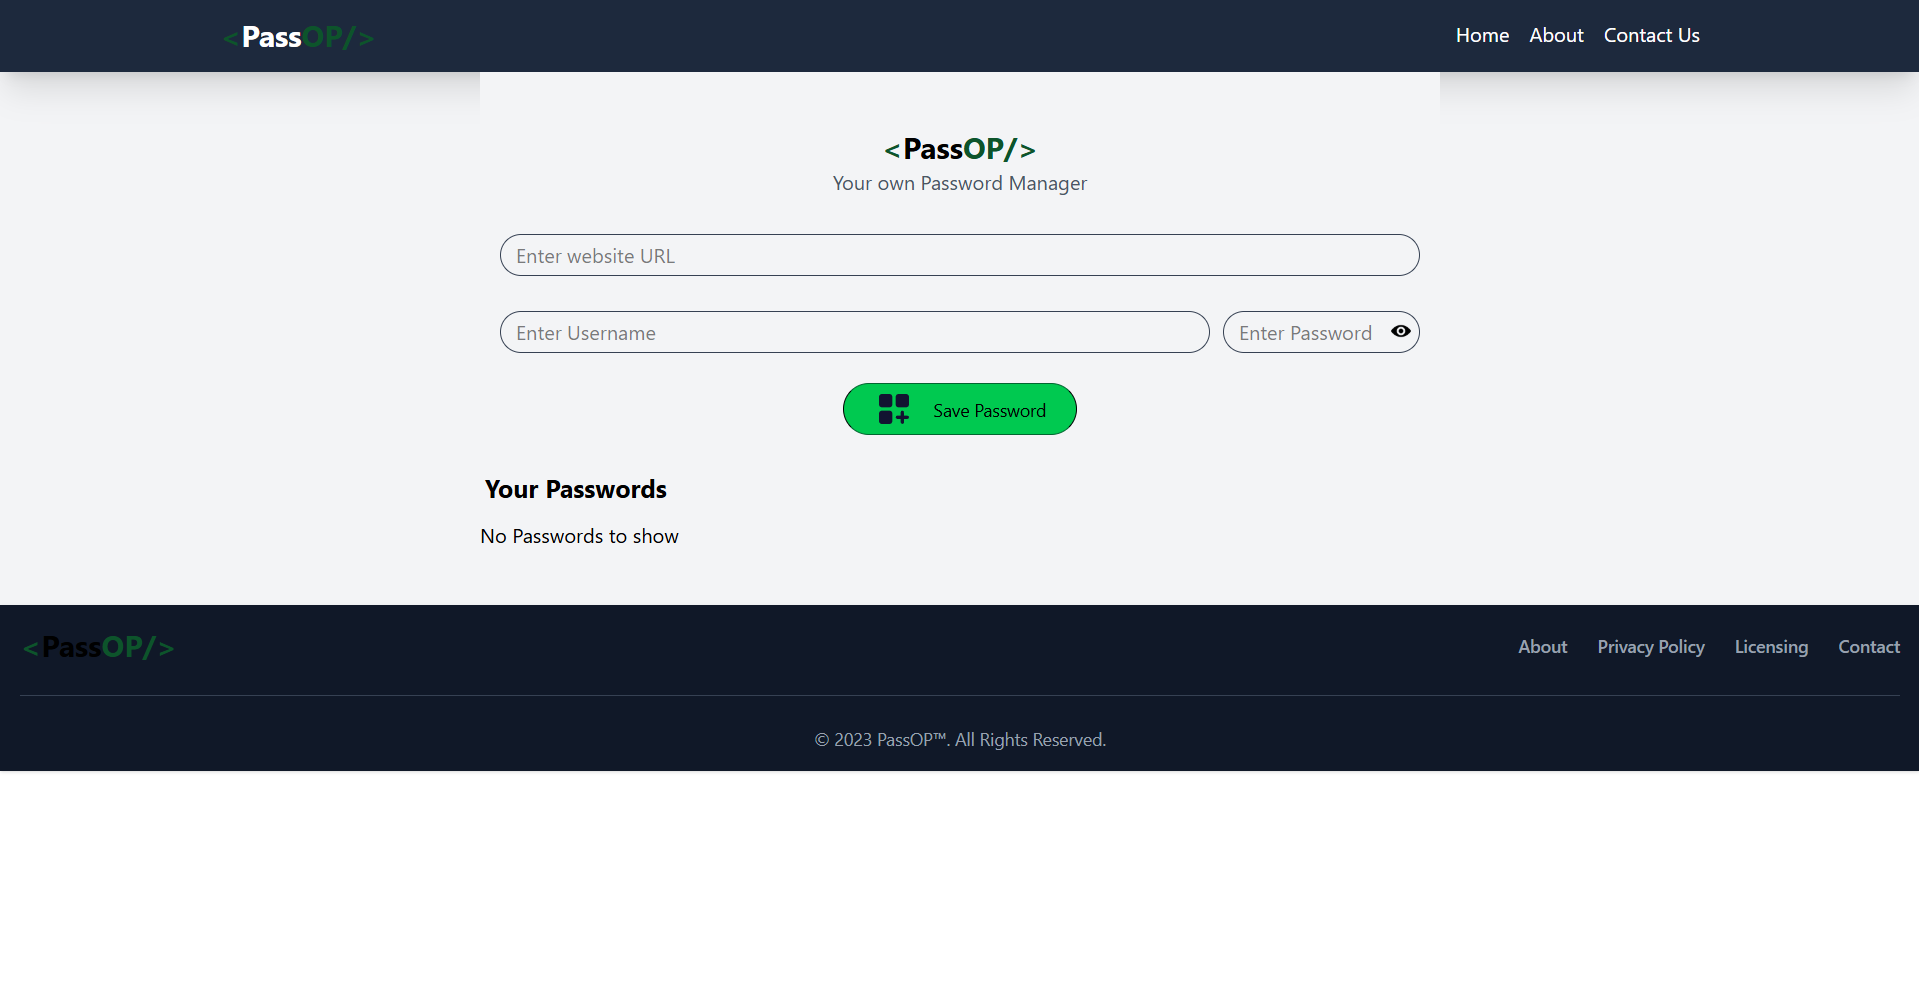 <PassOP/>
Home About Contact Us
<PassOP/>
Your own Password Manager
Enter website URL
Enter Username Enter Password
Save Password
Your Passwords
No Passwords to show
<PassOP/>
About Privacy Policy Licensing Contact
© 2023 PassOP™. All Rights Reserved.